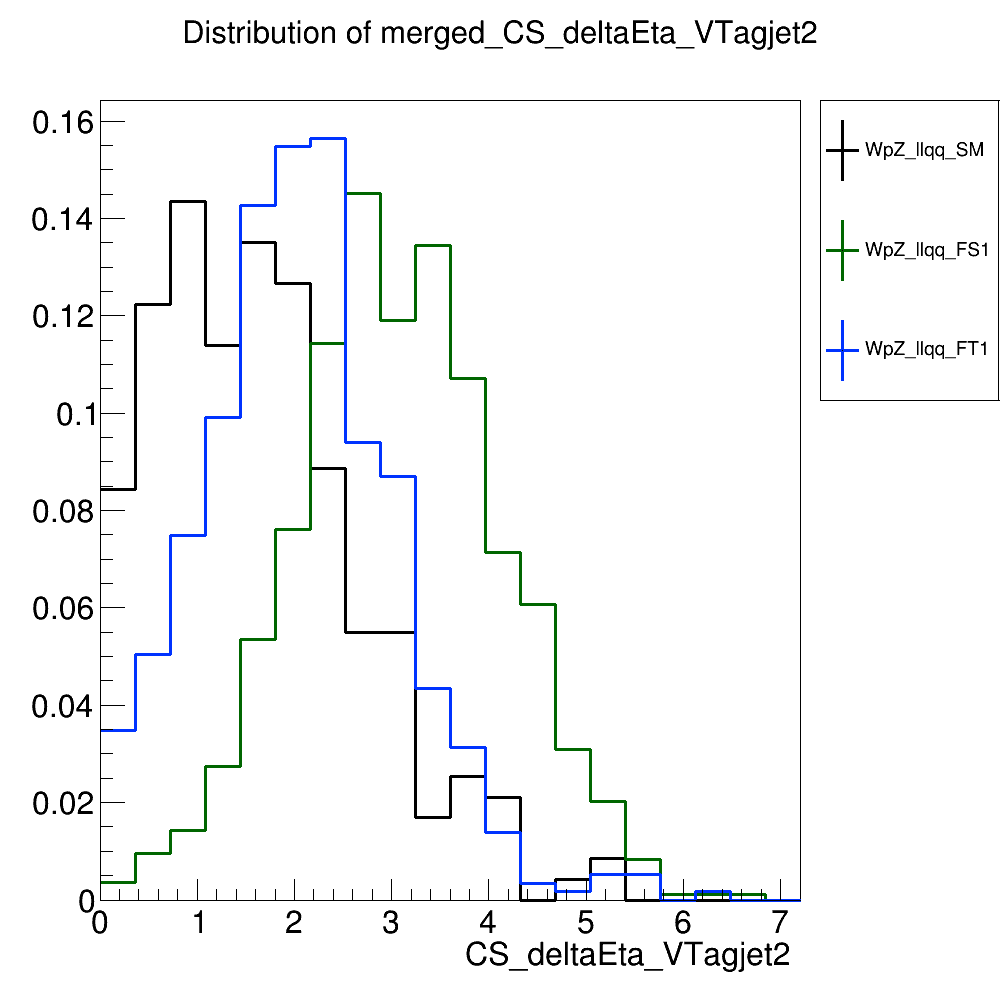 Distribution of merged_CS_deltaEta_VTagjet2
0.16
0.14
0.12
0.1
0.08
0.06
0.04
0.02
0
0 1 2 3 4 5 6 7
CS_deltaEta_VTagjet2
WpZ_llqq_SM
WpZ_llqq_FS1
WpZ_llqq_FT1